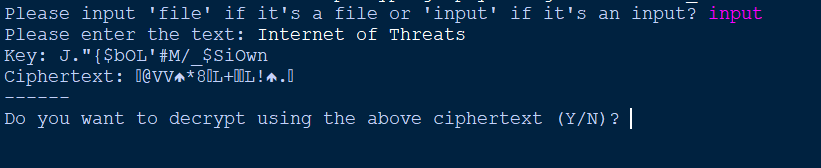 Please input 'file' if it's a file or 'input' if it's an input? input
Please enter the text: Internet of Threats
Key: J."{$bOL'#M/_$SiOwn
Ciphertext: ▯@VV♠*8▯L+▯▯L!♠.▯
------
Do you want to decrypt using the above ciphertext (Y/N)?